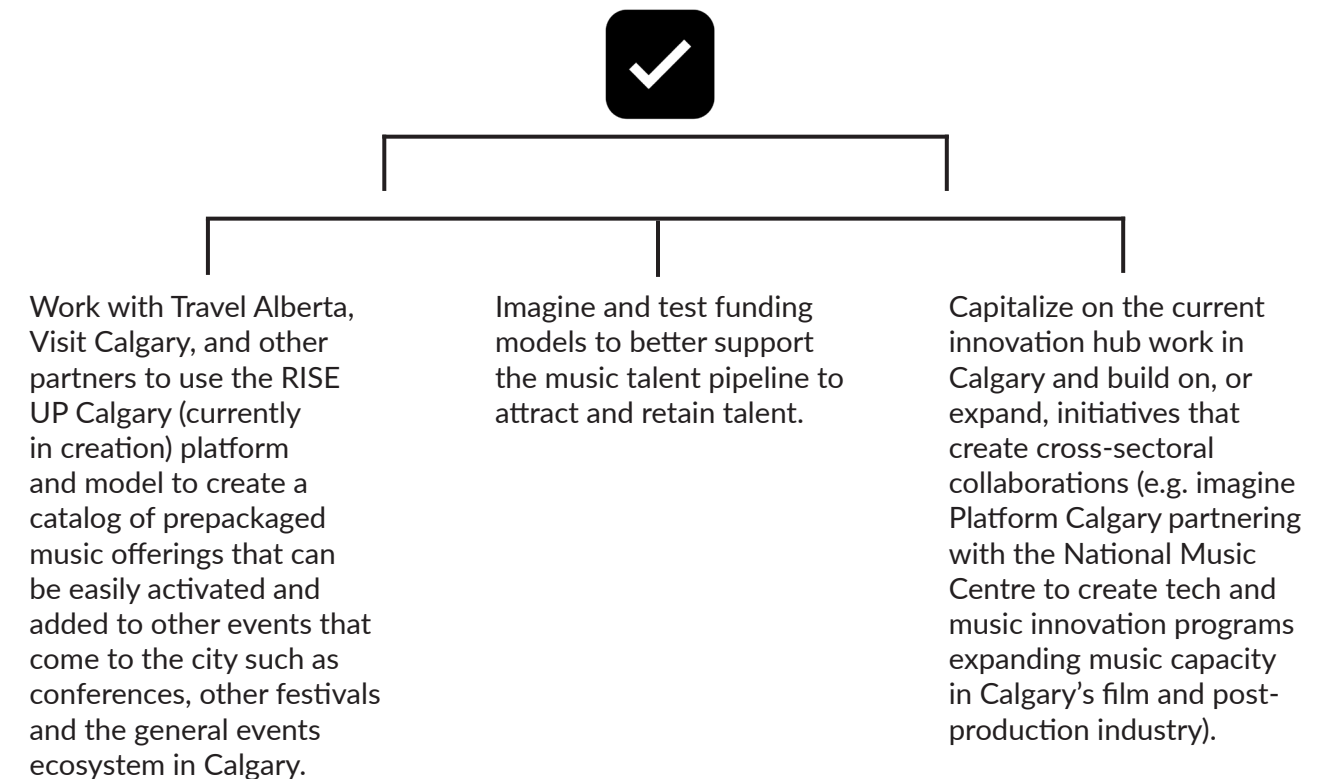 Work with Travel Alberta,
Visit Calgary, and other
partners to use the RISE
UP Calgary (currently
in creation) platform
and model to create a
catalog of prepackaged
music offerings that can
be easily activated and
added to other events that
come to the city such as
conferences, other festivals
and the general events
ecosystem in Calgary.
Imagine and test funding
models to better support
the music talent pipeline to
attract and retain talent.
Capitalize on the current
innovation hub work in
Calgary and build on, or
expand, initiatives that
create cross-sectoral
collaborations (e.g. imagine
Platform Calgary partnering
with the National Music
Centre to create tech and
music innovation programs
expanding music capacity
in Calgary’s film and post-
production industry).